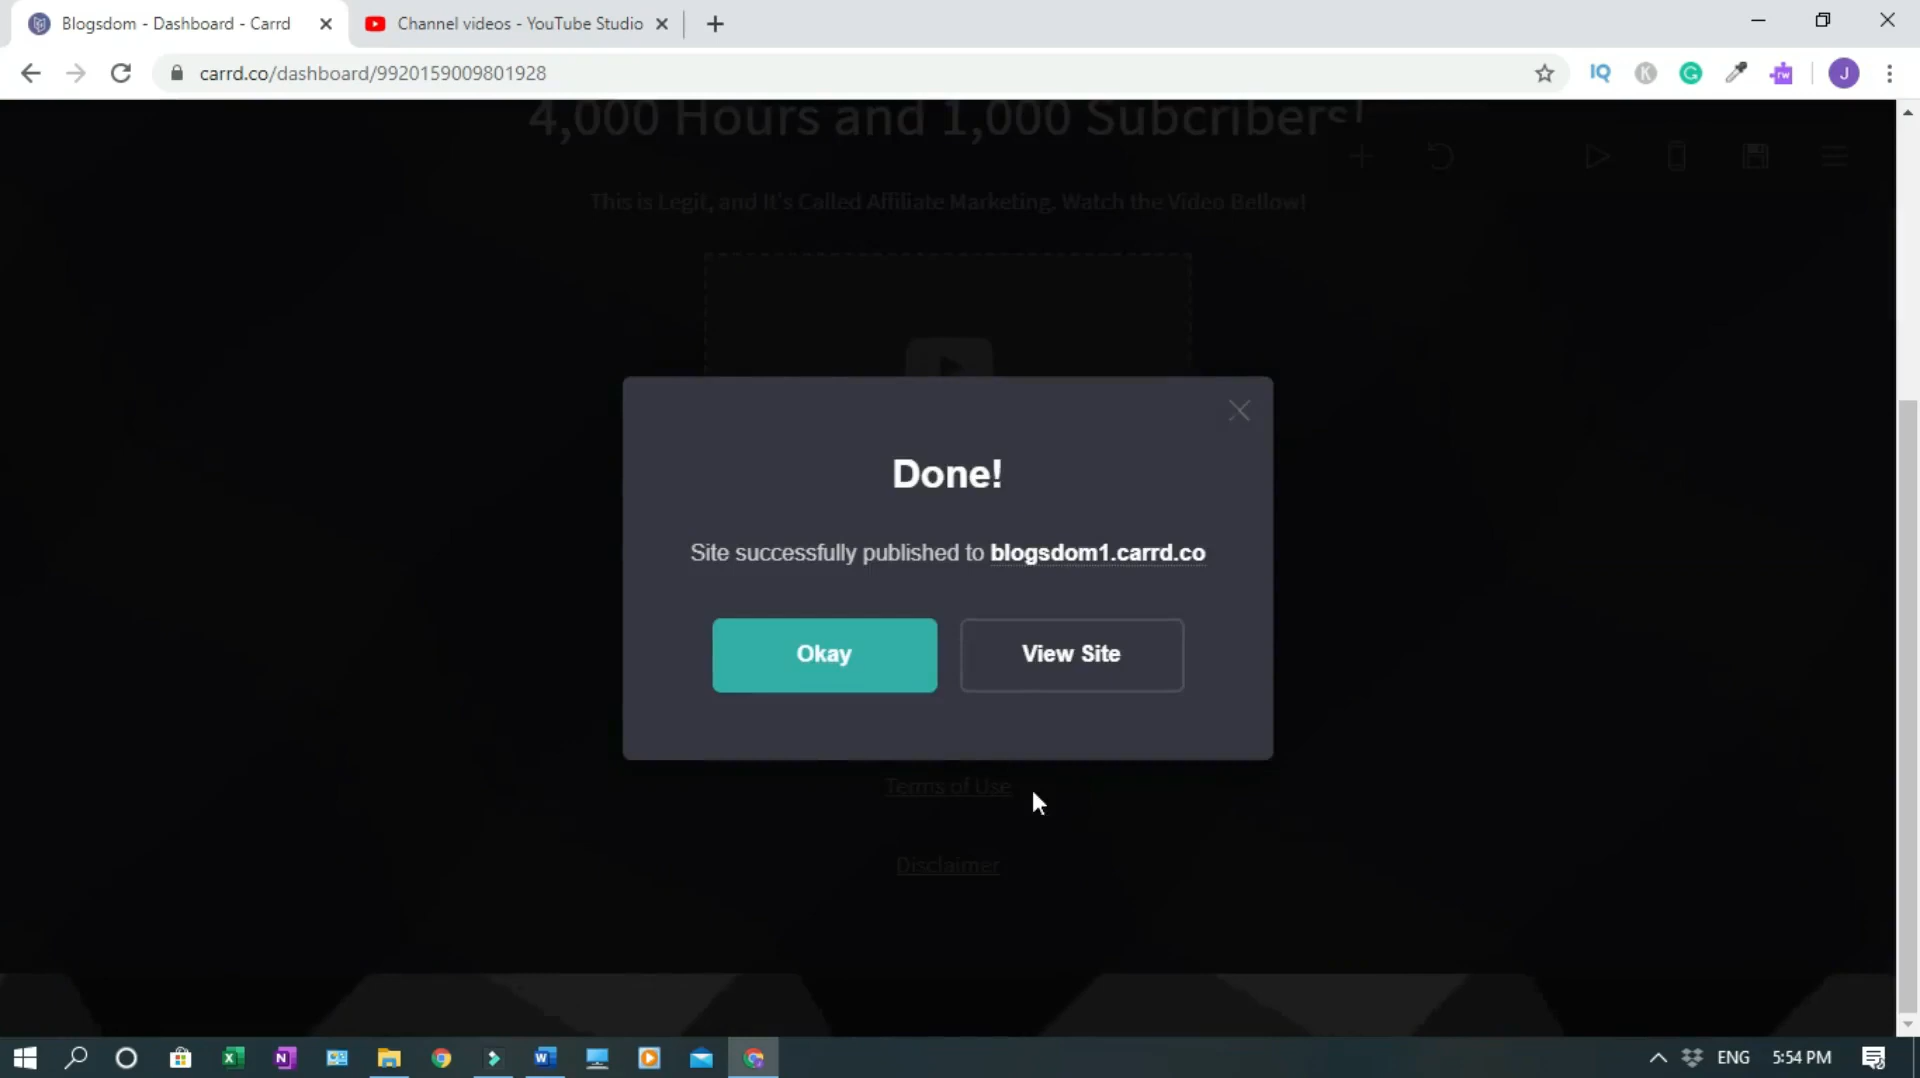 Blogsdom - Dashboard - Carrd
Channel videos - YouTube Studio
carrd.co/dashboard/9920159009801928
IQ
K
G
rw
J
4,000 Hours and 1,000 Subcribers!
This is Legit, and It's Called Affiliate Marketing. Watch the Video Bellow!
Done!
Site successfully published to blogsdom1.carrd.co
Okay
View Site
Terms of Use
Disclaimer
ENG
5:54 PM